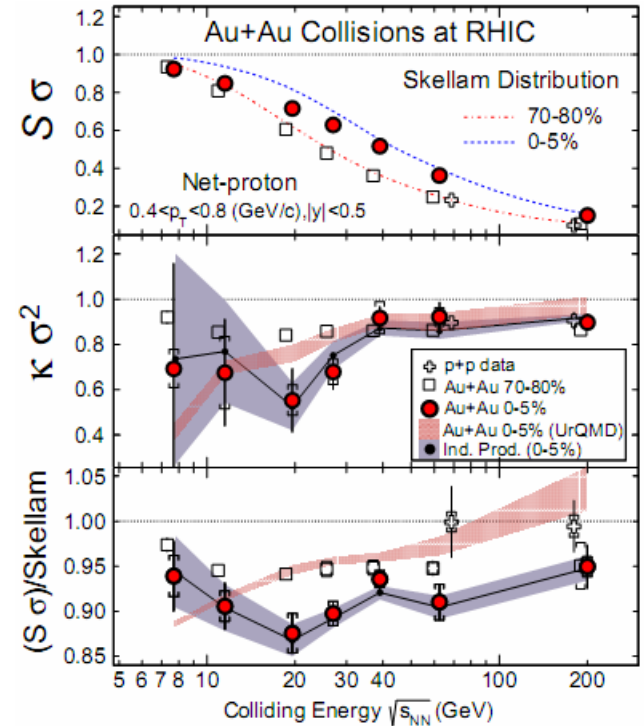 Au+Au Collisions at RHIC
S σ
1.0
0.8
0.6
0.4
0.2
Skellam Distribution
70-80%
0-5%
Net-proton
0.4<p_T<0.8 (GeV/c),|y|<0.5
κ σ²
1.2
1.0
0.8
0.6
0.4
p+p data
Au+Au 70-80%
Au+Au 0-5%
Au+Au 0-5% (UrQMD)
Ind. Prod. (0-5%)
(S σ)/Skellam
1.05
1.00
0.95
0.90
0.85
5 6 7 8 10 20 30 40 100 200
Colliding Energy √s_NN (GeV)